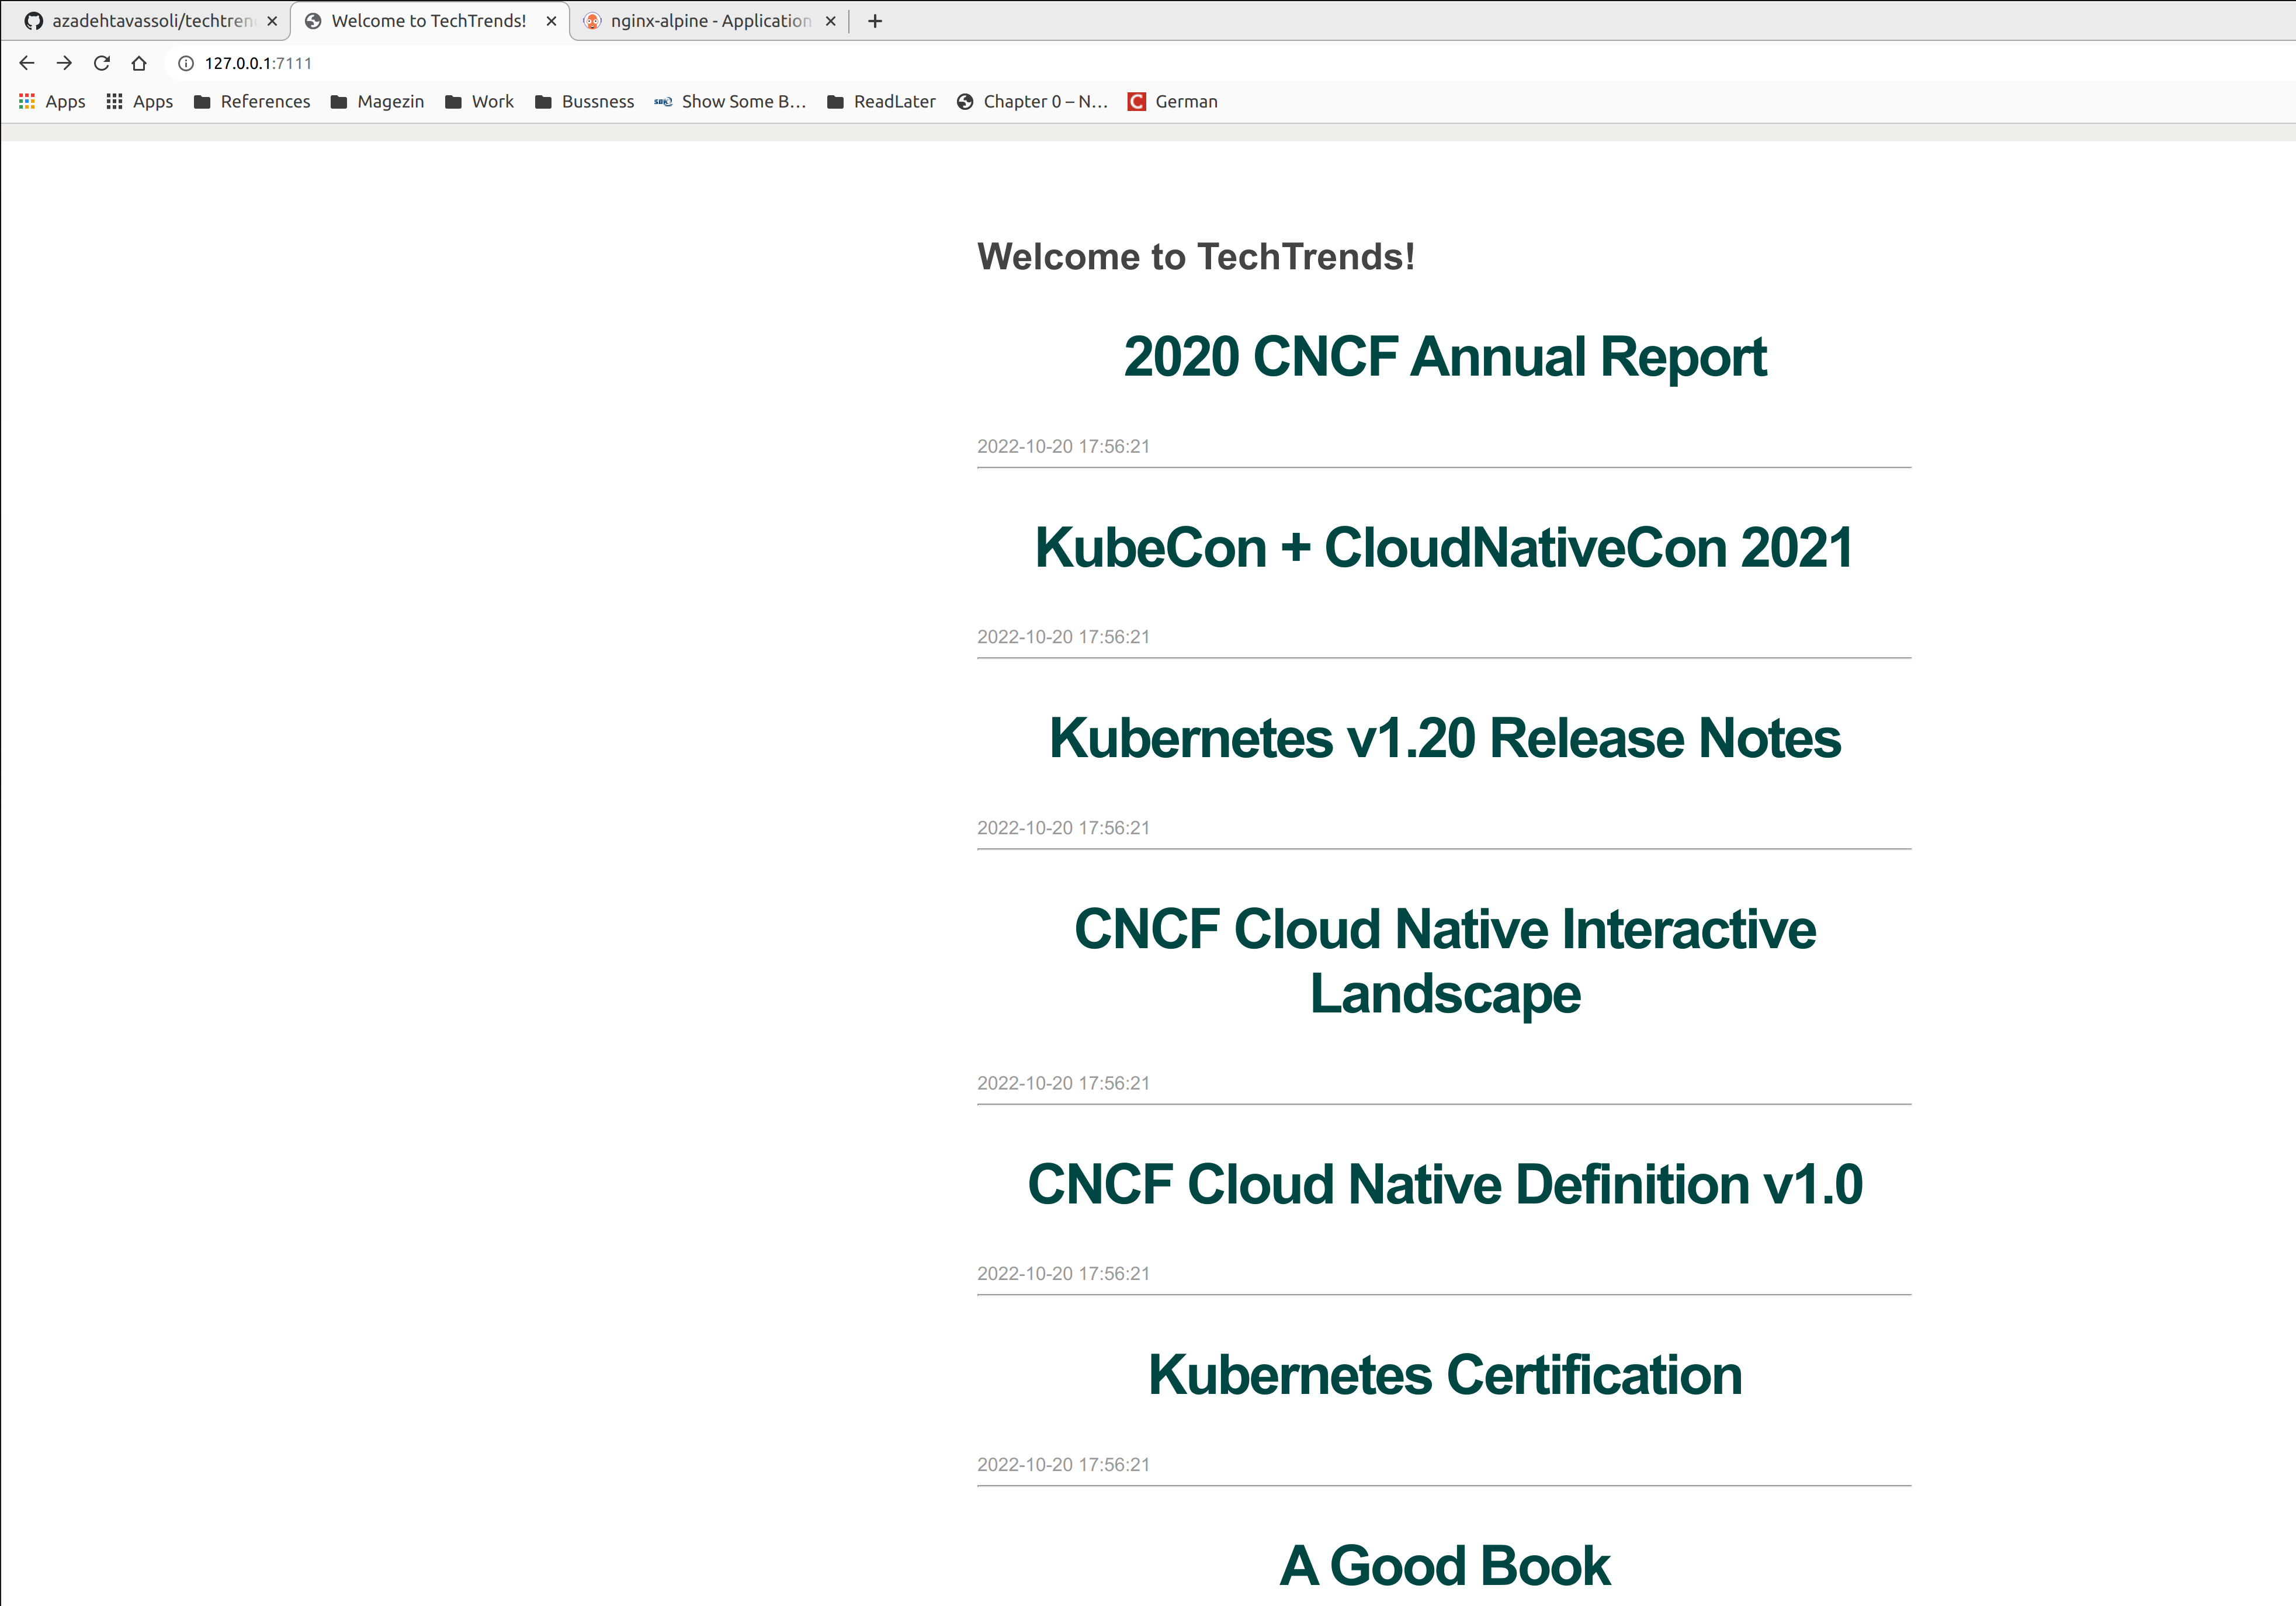 azadehtavassoli/techtren
Welcome to TechTrends!
nginx-alpine - Application
127.0.0.1:7111
Apps
Apps
References
Magezin
Work
Bussness
Show Some B...
ReadLater
Chapter 0 – N...
German
Welcome to TechTrends!
2020 CNCF Annual Report
2022-10-20 17:56:21
KubeCon + CloudNativeCon 2021
2022-10-20 17:56:21
Kubernetes v1.20 Release Notes
2022-10-20 17:56:21
CNCF Cloud Native Interactive
Landscape
2022-10-20 17:56:21
CNCF Cloud Native Definition v1.0
2022-10-20 17:56:21
Kubernetes Certification
2022-10-20 17:56:21
A Good Book